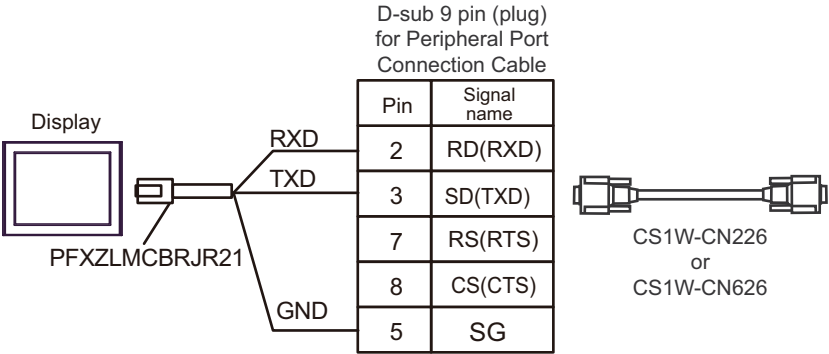 D-sub 9 pin (plug)
for Peripheral Port
Connection Cable
Display
Pin
Signal
name
RXD
2
RD(RXD)
TXD
3
SD(TXD)
7
RS(RTS)
8
CS(CTS)
GND
5
SG
PFXZLMCBRJR21
CS1W-CN226
or
CS1W-CN626